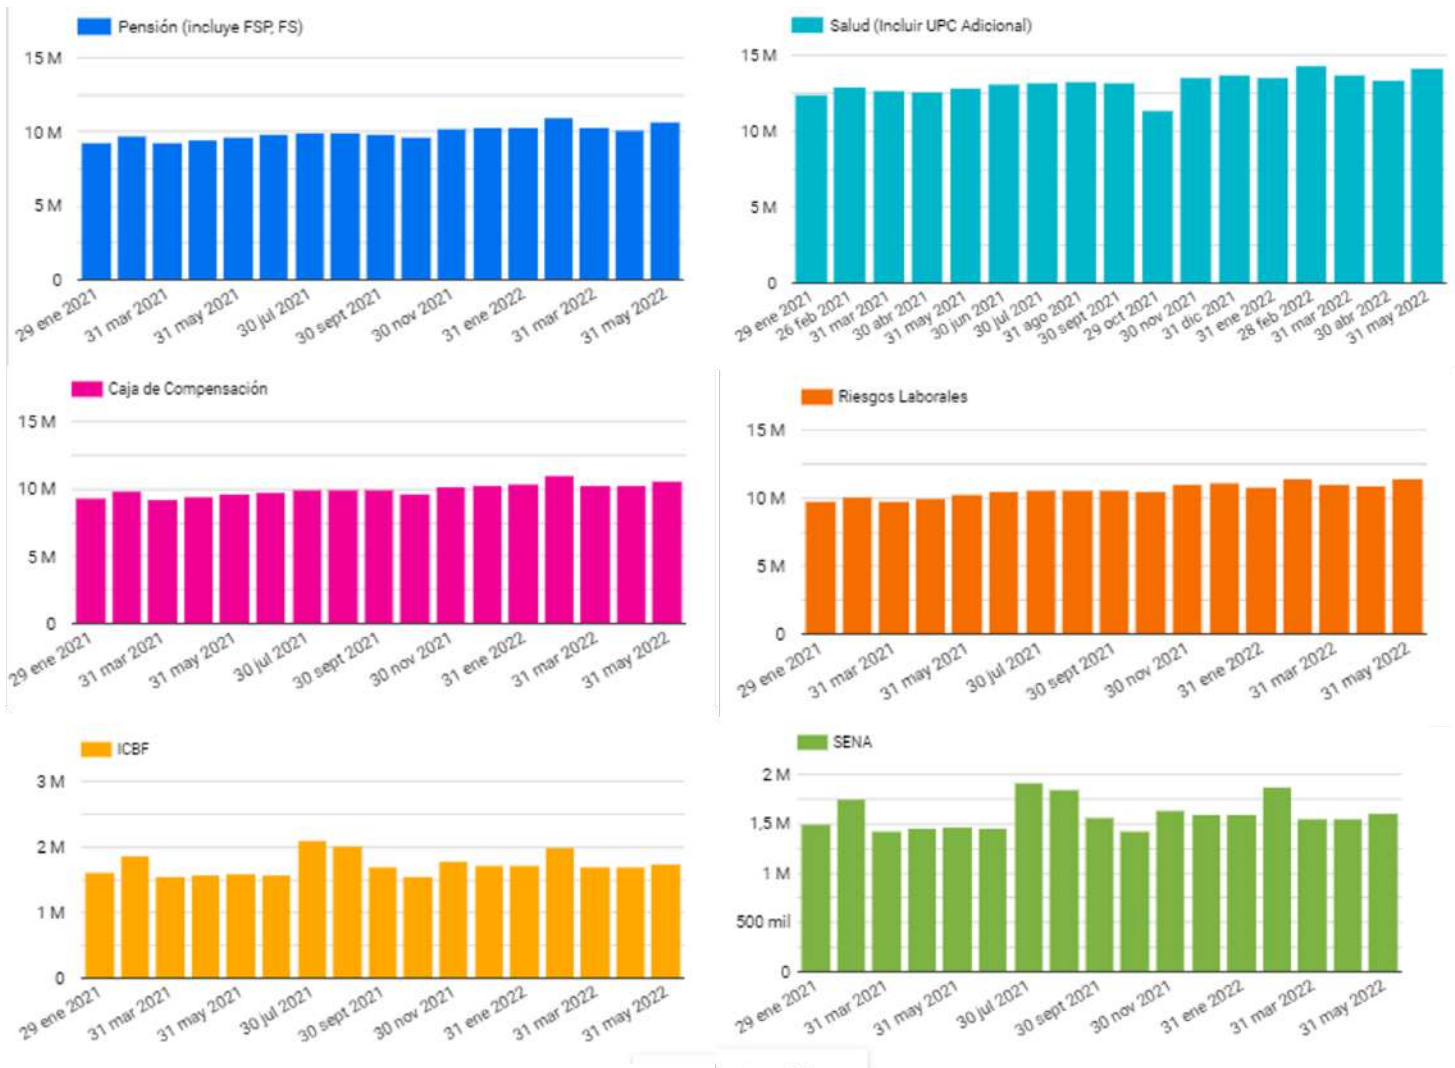 Pensión (incluye FSP, FS)
15 M
10 M
5 M
0
29 ene 2021
31 mar 2021
31 may 2021
30 jul 2021
30 sept 2021
30 nov 2021
31 ene 2022
31 mar 2022
31 may 2022
Salud (Incluir UPC Adicional)
15 M
10 M
5 M
0
29 ene 2021
26 feb 2021
31 mar 2021
30 abr 2021
31 may 2021
30 jun 2021
30 jul 2021
31 ago 2021
30 sept 2021
29 oct 2021
30 nov 2021
31 dic 2021
31 ene 2022
28 feb 2022
31 mar 2022
30 abr 2022
31 may 2022
Caja de Compensación
15 M
10 M
5 M
0
29 ene 2021
31 mar 2021
31 may 2021
30 jul 2021
30 sept 2021
30 nov 2021
31 ene 2022
31 mar 2022
31 may 2022
Riesgos Laborales
15 M
10 M
5 M
0
29 ene 2021
31 mar 2021
31 may 2021
30 jul 2021
30 sept 2021
30 nov 2021
31 ene 2022
31 mar 2022
31 may 2022
ICBF
3 M
2 M
1 M
0
29 ene 2021
31 mar 2021
31 may 2021
30 jul 2021
30 sept 2021
30 nov 2021
31 ene 2022
31 mar 2022
31 may 2022
SENA
2 M
1.5 M
1 M
500 mil
0
29 ene 2021
31 mar 2021
31 may 2021
30 jul 2021
30 sept 2021
30 nov 2021
31 ene 2022
31 mar 2022
31 may 2022